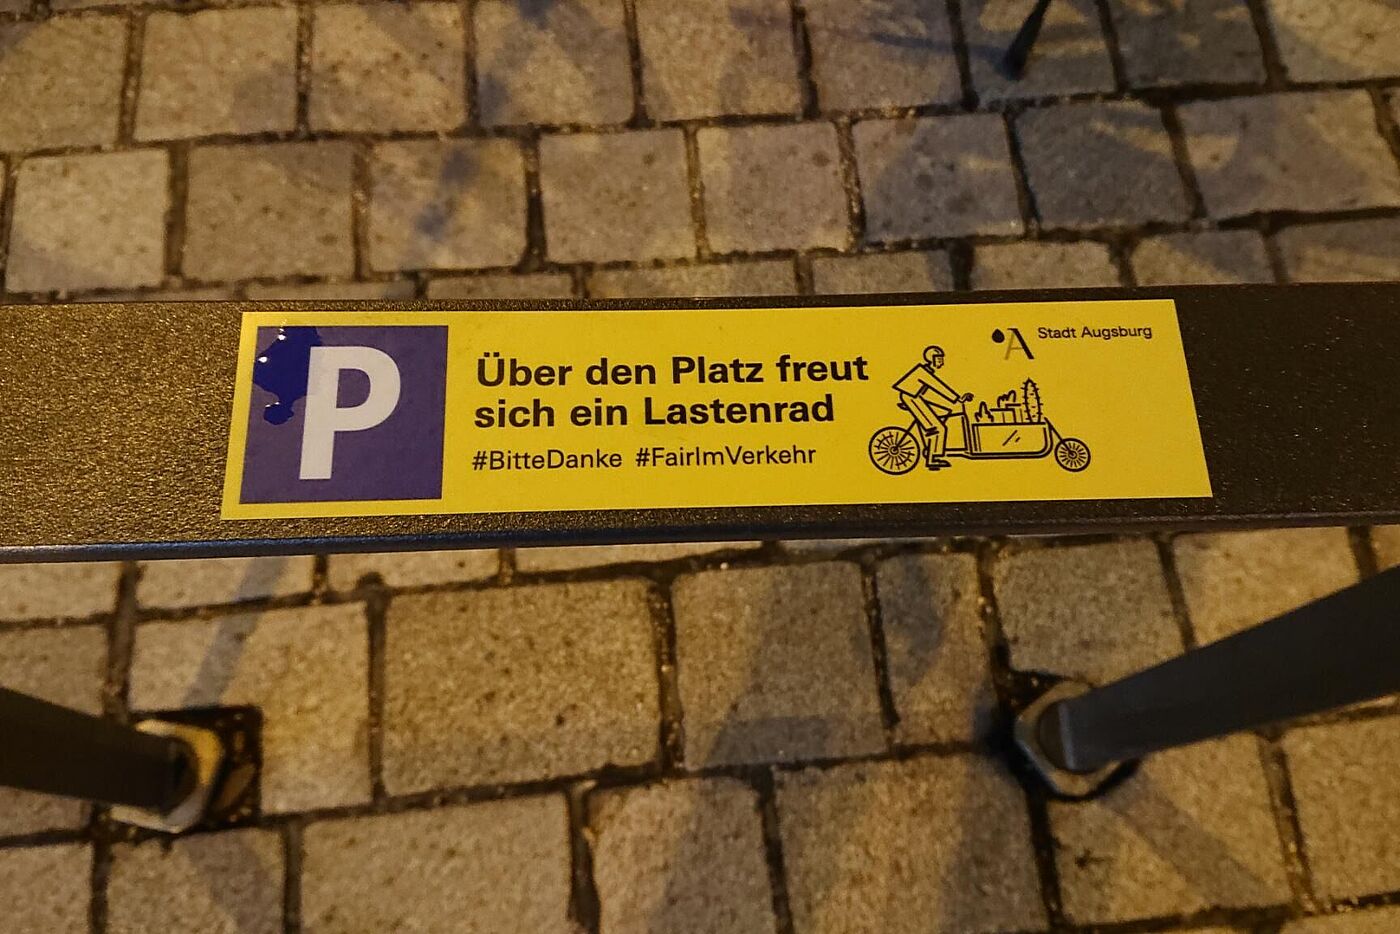 P
Über den Platz freut
sich ein Lastenrad
#BitteDanke #FairImVerkehr
A Stadt Augsburg